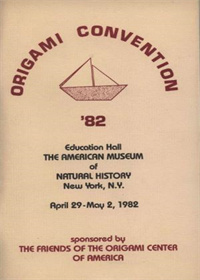 ORIGAMI CONVENTION
'82
Education Hall
THE AMERICAN MUSEUM
of
NATURAL HISTORY
New York, N.Y.
April 29-May 2, 1982
sponsored by
THE FRIENDS OF THE ORIGAMI CENTER
OF AMERICA